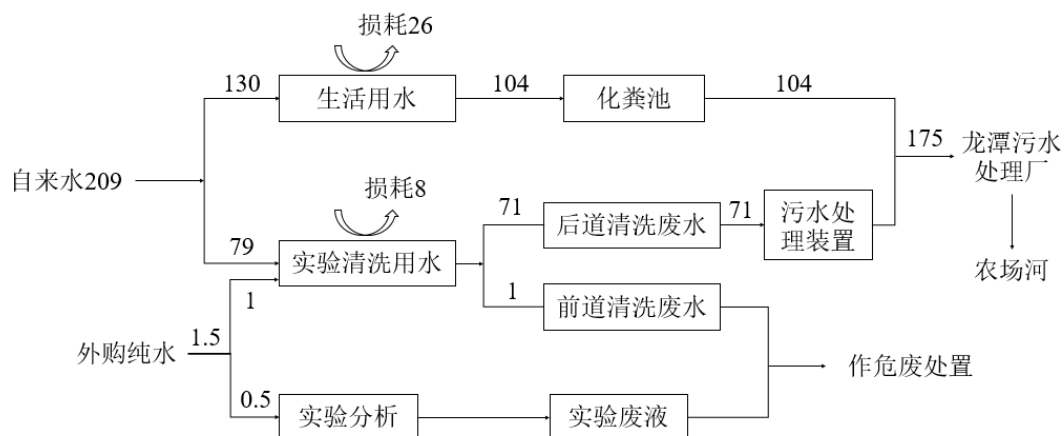 损耗26
130
生活用水
104
化粪池
104
175
龙潭污水
处理厂
自来水209
损耗8
79
实验清洗用水
71
后道清洗废水
71
污水处
理装置
农场河
1
1
前道清洗废水
外购纯水
1.5
作危废处置
0.5
实验分析
实验废液